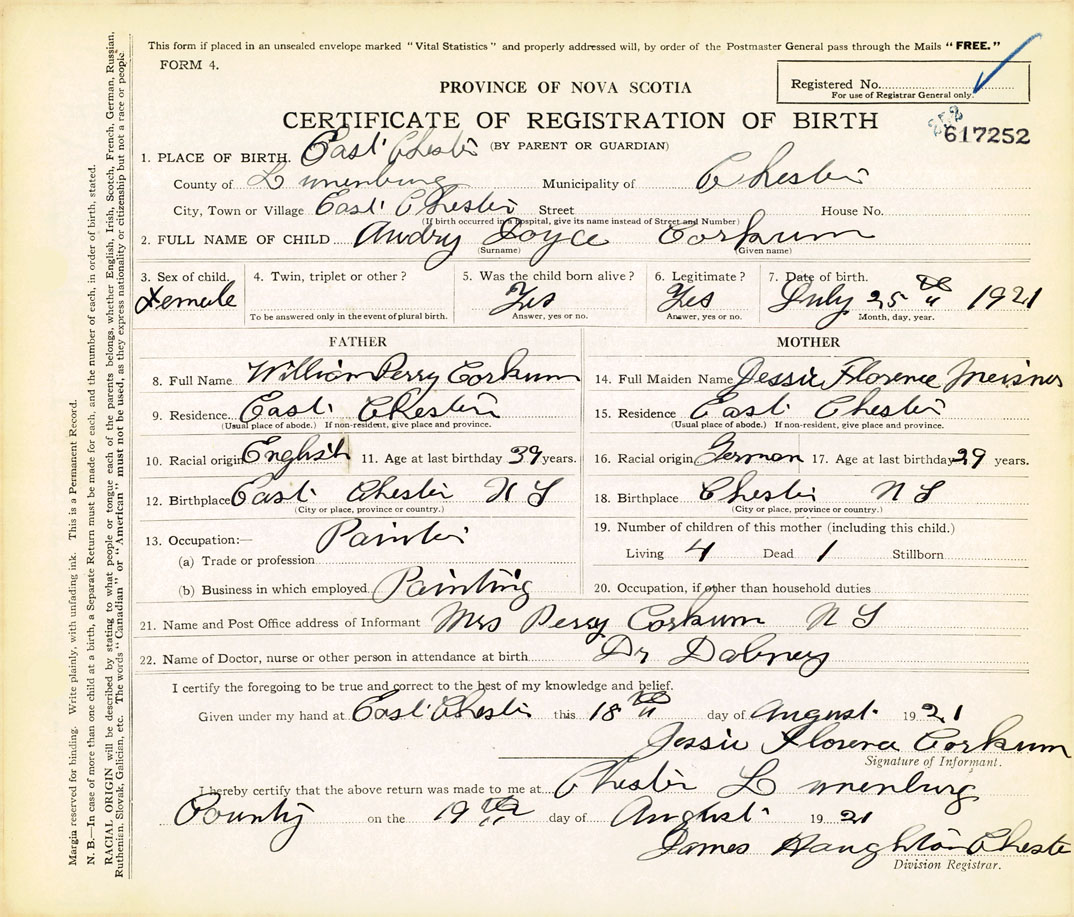 This form if placed in an unsealed envelope marked "Vital Statistics" and properly addressed will, by order of the Postmaster General pass through the Mails "FREE."
FORM 4.
Registered No.
For use of Registrar General only.
PROVINCE OF NOVA SCOTIA
CERTIFICATE OF REGISTRATION OF BIRTH
617252
(BY PARENT OR GUARDIAN)
1. PLACE OF BIRTH. East Chester
County of Lunenburg Municipality of Chester
City, Town or Village East Chester Street House No.
(If birth occurred in a hospital, give its name instead of Street and Number)
2. FULL NAME OF CHILD Audry Joyce Corkum
(Surname) (Given name)
3. Sex of child. 4. Twin, triplet or other? 5. Was the child born alive? 6. Legitimate? 7. Date of birth.
Female Yes Yes July 25th 1921
To be answered only in the event of plural birth. Answer, yes or no. Answer, yes or no. Month, day, year.
FATHER MOTHER
8. Full Name William Perry Corkum 14. Full Maiden Name Jessie Florence Meisner
9. Residence East Chester 15. Residence East Chester
(Usual place of abode.) If non-resident, give place and province. (Usual place of abode.) If non-resident, give place and province.
10. Racial origin English 11. Age at last birthday 39 years. 16. Racial origin German 17. Age at last birthday 39 years.
12. Birthplace East Chester N S 18. Birthplace Chester N S
(City or place, province or country.) (City or place, province or country.)
13. Occupation:— Painter 19. Number of children of this mother (including this child.)
(a) Trade or profession Living 4 Dead 1 Stillborn
(b) Business in which employed Painting 20. Occupation, if other than household duties
21. Name and Post Office address of Informant Mrs Perry Corkum N S
22. Name of Doctor, nurse or other person in attendance at birth Dr Dabney
I certify the foregoing to be true and correct to the best of my knowledge and belief.
Given under my hand at East Chester this 18th day of August 1921
Jessie Florence Corkum
Signature of Informant.
I hereby certify that the above return was made to me at Chester Lunenburg
County on the 19th day of August 1921
James Haughton Cheste
Division Registrar.
Margin reserved for binding. Write plainly, with unfading ink. This is a Permanent Record.
N. B.—In case of more than one child at a birth, a Separate Return must be made for each, and the number of each, in order of birth, stated.
RACIAL ORIGIN will be described by stating to what people or tongue each of the parents belongs, whether English, Irish, Scotch, French, German, Russian,
Ruthenian, Slovak, Galician, etc. The words "Canadian" or "American" must not be used, as they express nationality or citizenship but not a race or people